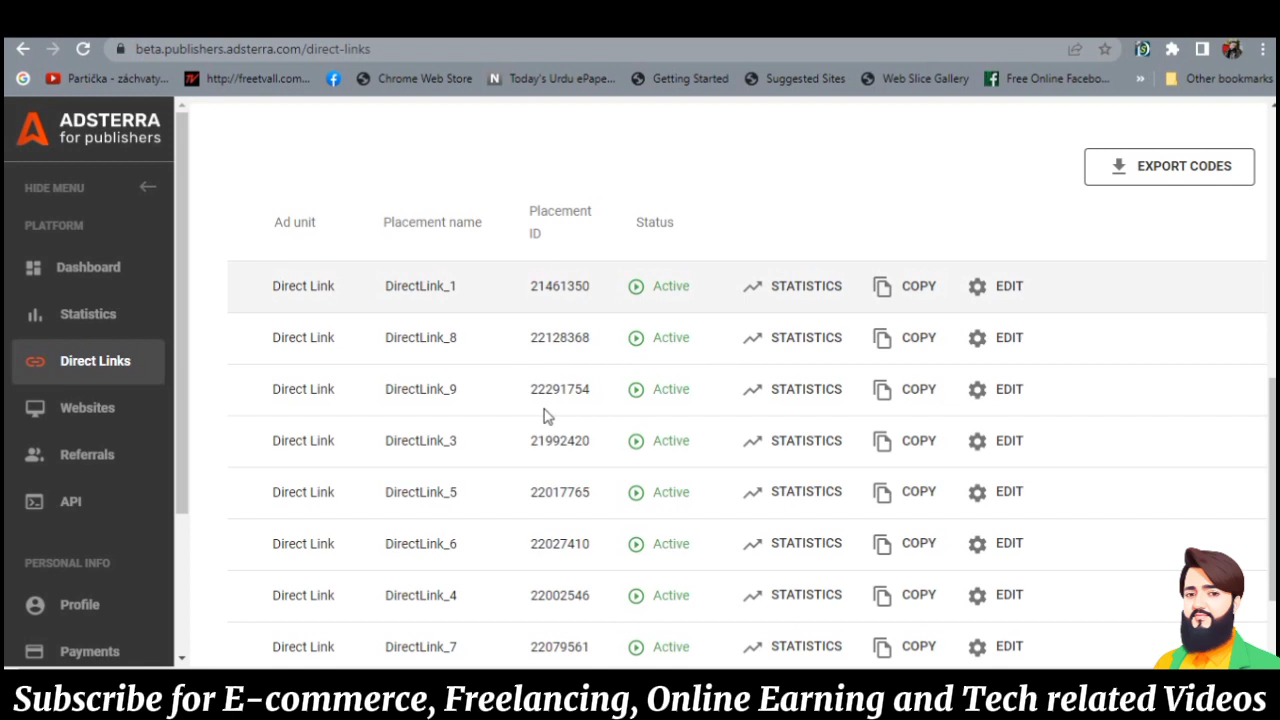 beta.publishers.adsterra.com/direct-links
Partička - záchvaty...
http://freetvall.com...
Chrome Web Store
Today's Urdu ePape...
Getting Started
Suggested Sites
Web Slice Gallery
Free Online Facebo...
»
Other bookmarks
ADSTERRA
for publishers
HIDE MENU
PLATFORM
Dashboard
Statistics
Direct Links
Websites
Referrals
API
PERSONAL INFO
Profile
Payments
EXPORT CODES
Ad unit Placement name Placement ID Status
Direct Link DirectLink_1 21461350 Active STATISTICS COPY EDIT
Direct Link DirectLink_8 22128368 Active STATISTICS COPY EDIT
Direct Link DirectLink_9 22291754 Active STATISTICS COPY EDIT
Direct Link DirectLink_3 21992420 Active STATISTICS COPY EDIT
Direct Link DirectLink_5 22017765 Active STATISTICS COPY EDIT
Direct Link DirectLink_6 22027410 Active STATISTICS COPY EDIT
Direct Link DirectLink_4 22002546 Active STATISTICS COPY EDIT
Direct Link DirectLink_7 22079561 Active STATISTICS COPY EDIT
Subscribe for E-commerce, Freelancing, Online Earning and Tech related Videos